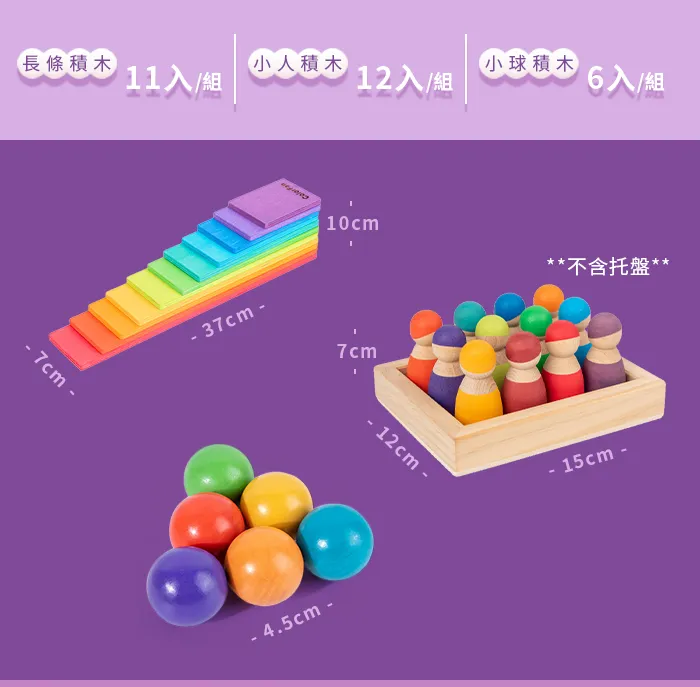 長條積木 11入/組
小人積木 12入/組
小球積木 6入/組
10cm
- 37cm -
- 7cm -
**不含托盤**
7cm
- 12cm -
- 15cm -
- 4.5cm -